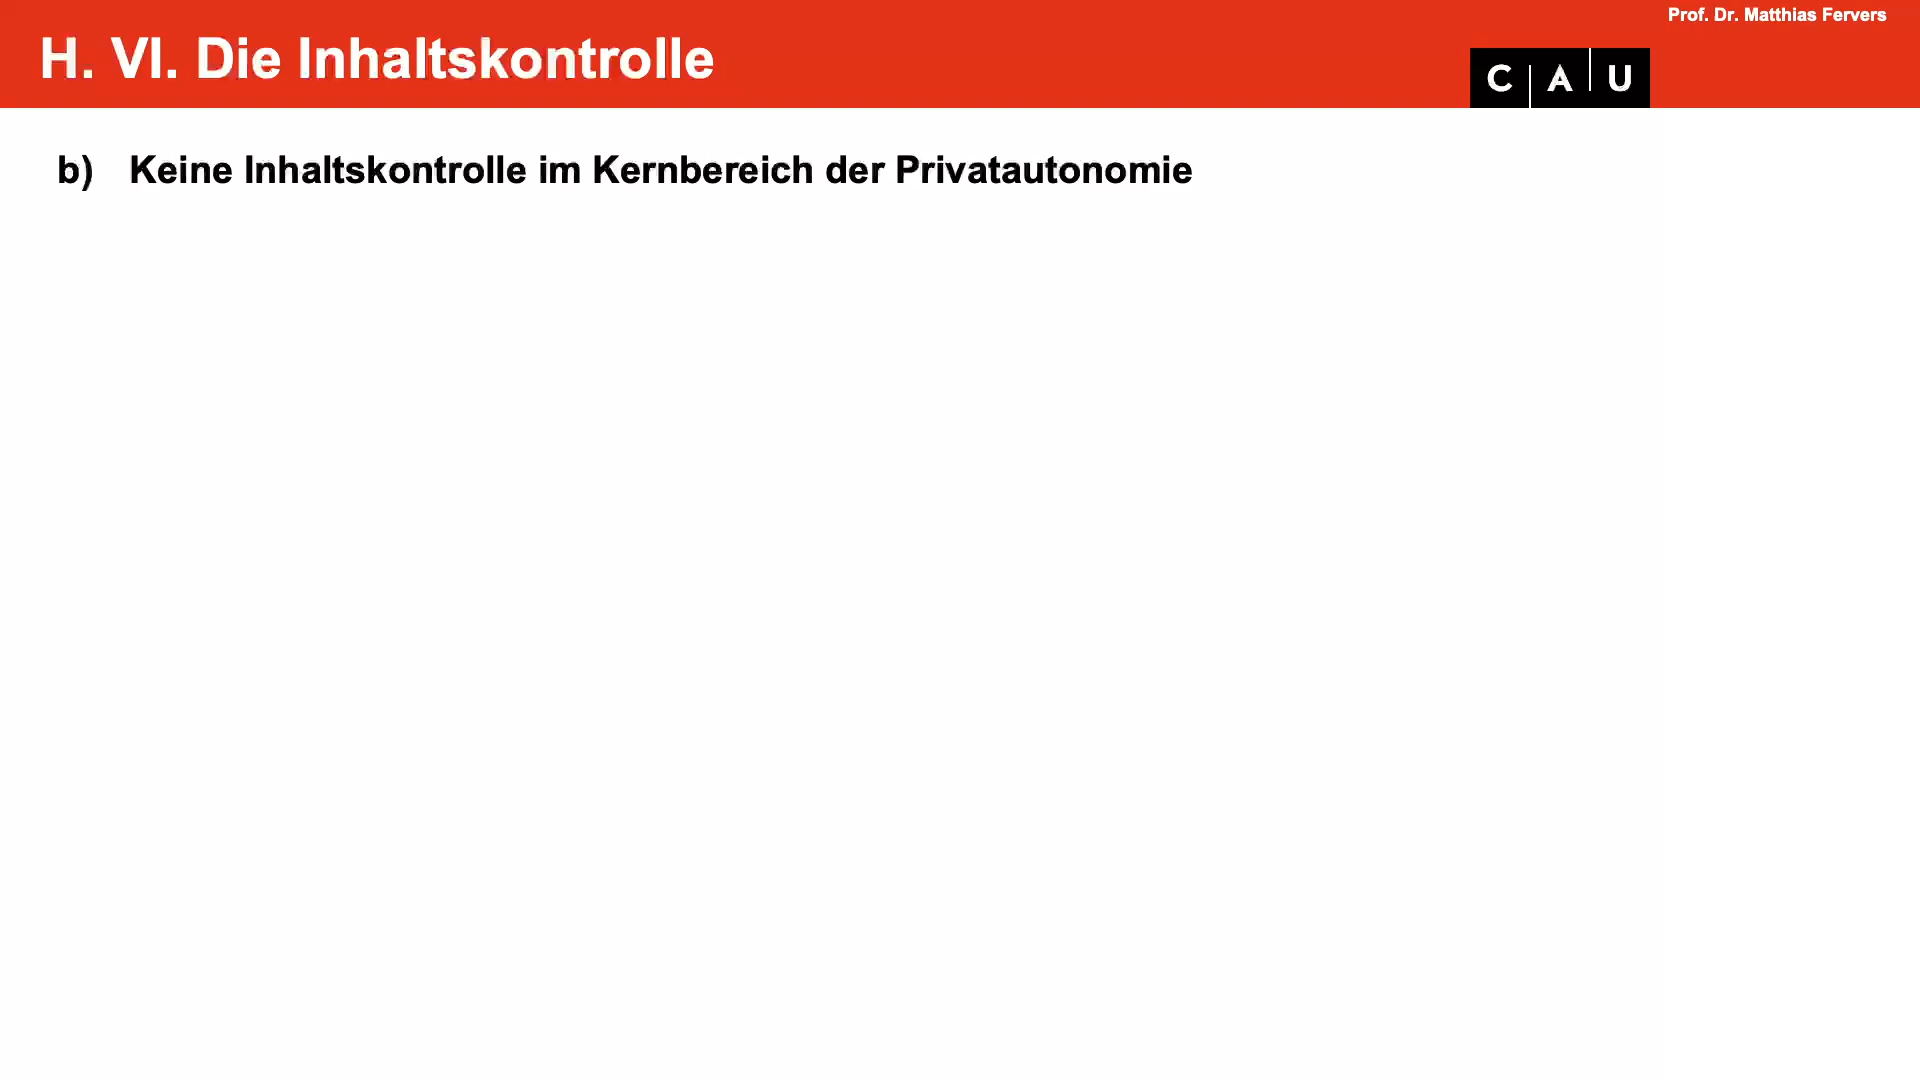 Prof. Dr. Matthias Fervers
H. VI. Die Inhaltskontrolle
C A U
b) Keine Inhaltskontrolle im Kernbereich der Privatautonomie